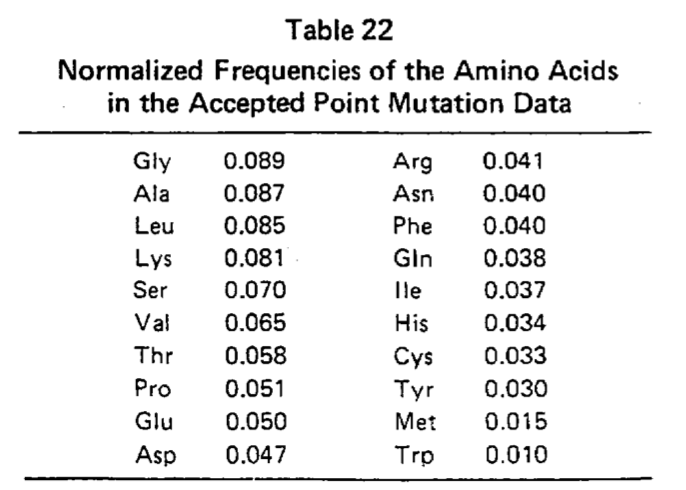 Table 22
Normalized Frequencies of the Amino Acids
in the Accepted Point Mutation Data
Gly 0.089 Arg 0.041
Ala 0.087 Asn 0.040
Leu 0.085 Phe 0.040
Lys 0.081 Gln 0.038
Ser 0.070 Ile 0.037
Val 0.065 His 0.034
Thr 0.058 Cys 0.033
Pro 0.051 Tyr 0.030
Glu 0.050 Met 0.015
Asp 0.047 Trp 0.010